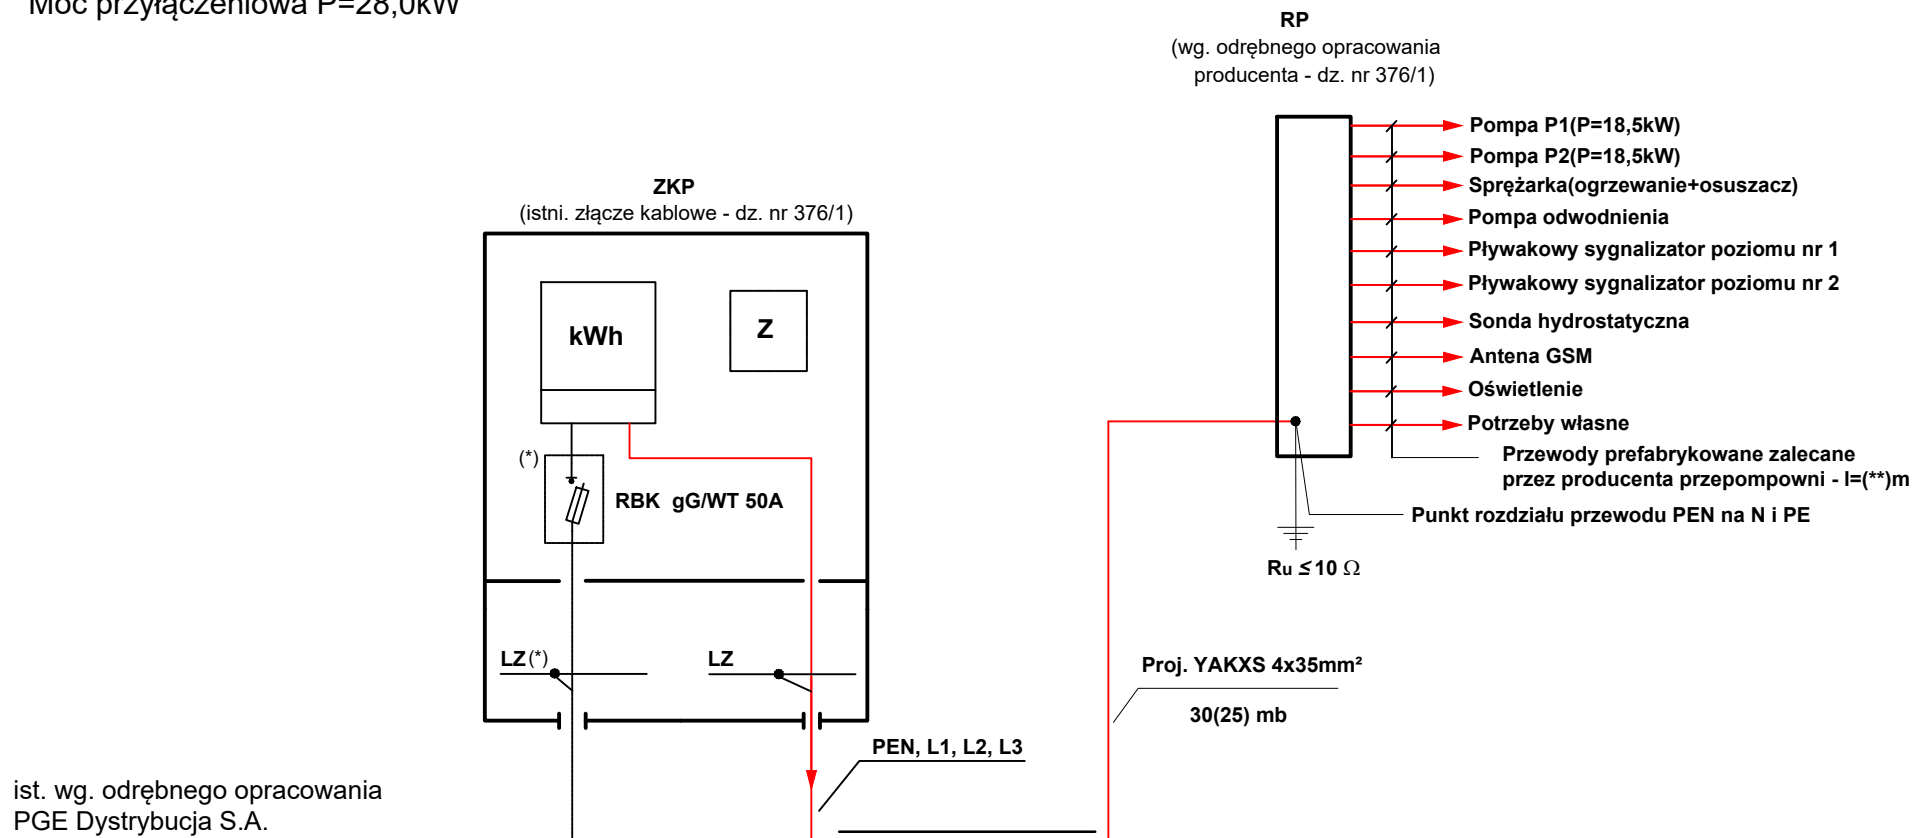 Moc przyłączeniowa P=28,0kW
RP
(wg. odrębnego opracowania
producenta - dz. nr 376/1)
Pompa P1(P=18,5kW)
Pompa P2(P=18,5kW)
Sprężarka(ogrzewanie+osuszacz)
Pompa odwodnienia
Pływakowy sygnalizator poziomu nr 1
Pływakowy sygnalizator poziomu nr 2
Sonda hydrostatyczna
Antena GSM
Oświetlenie
Potrzeby własne
Przewody prefabrykowane zalecane
przez producenta przepompowni - l=(**)m
Punkt rozdziału przewodu PEN na N i PE
Ru ≤ 10 Ω
ZKP
(istni. złącze kablowe - dz. nr 376/1)
kWh
Z
(*)
RBK gG/WT 50A
LZ(*)
LZ
Proj. YAKXS 4x35mm²
30(25) mb
PEN, L1, L2, L3
ist. wg. odrębnego opracowania
PGE Dystrybucja S.A.